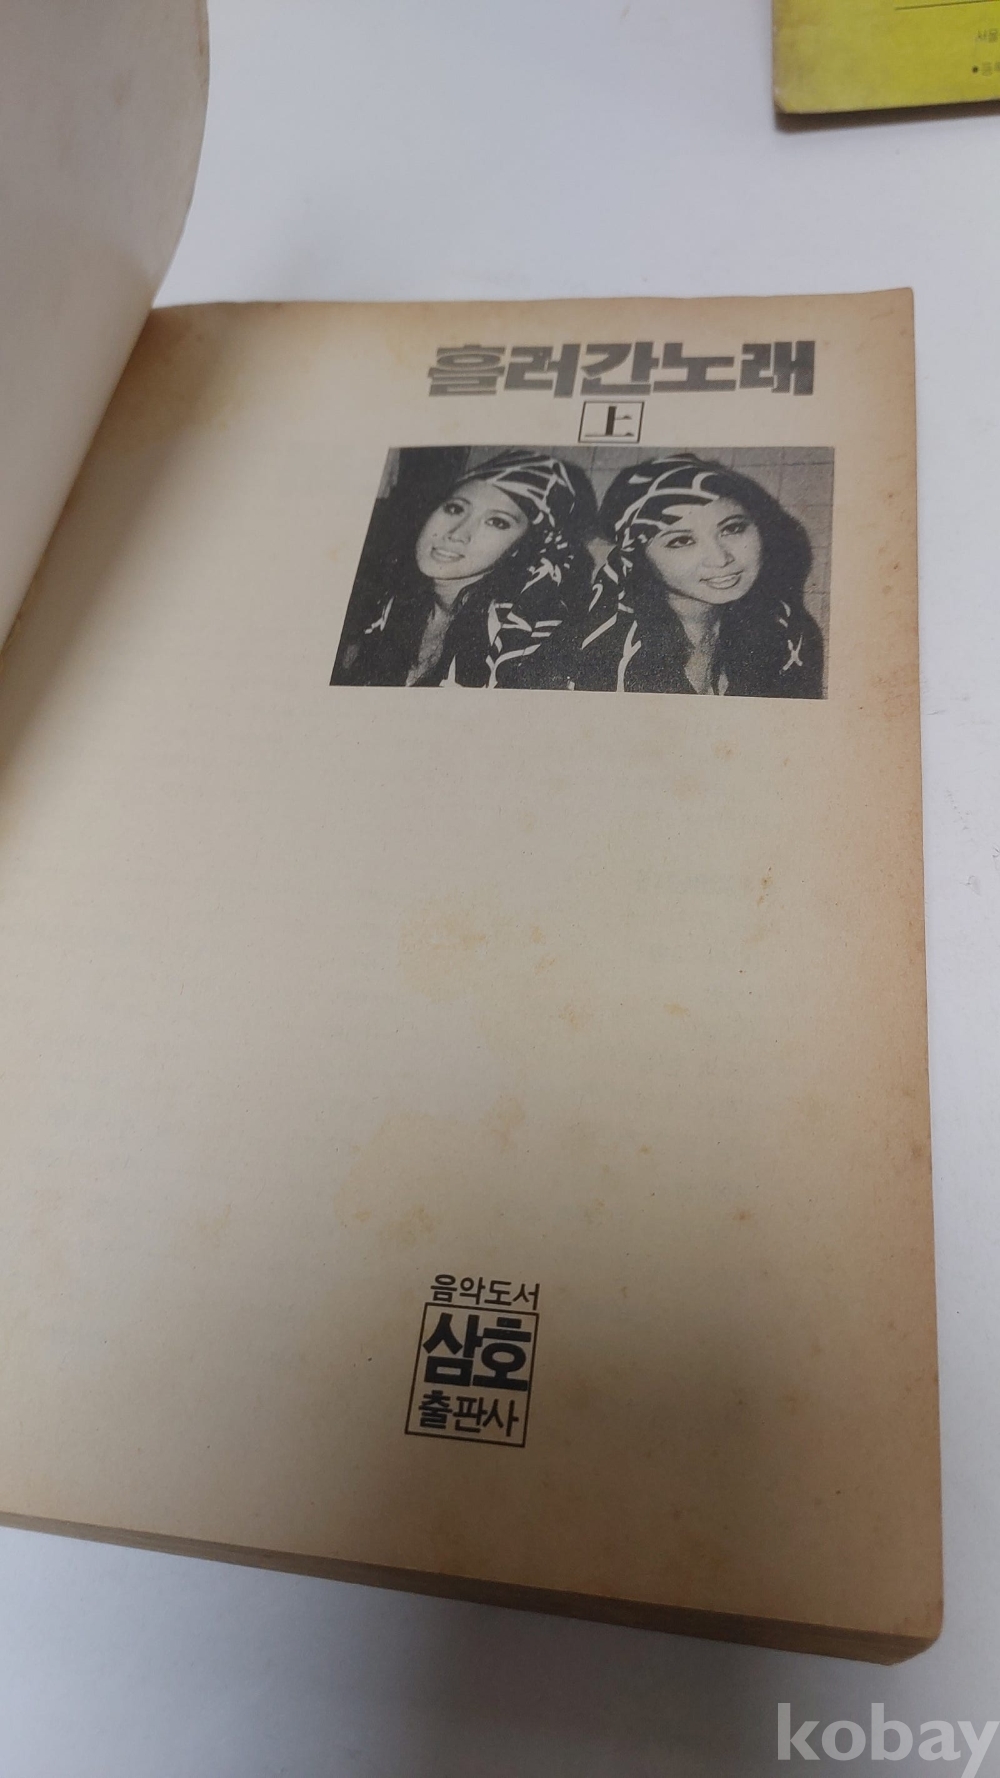 흘러간노래
上
음악도서
삼호
출판사
kobay